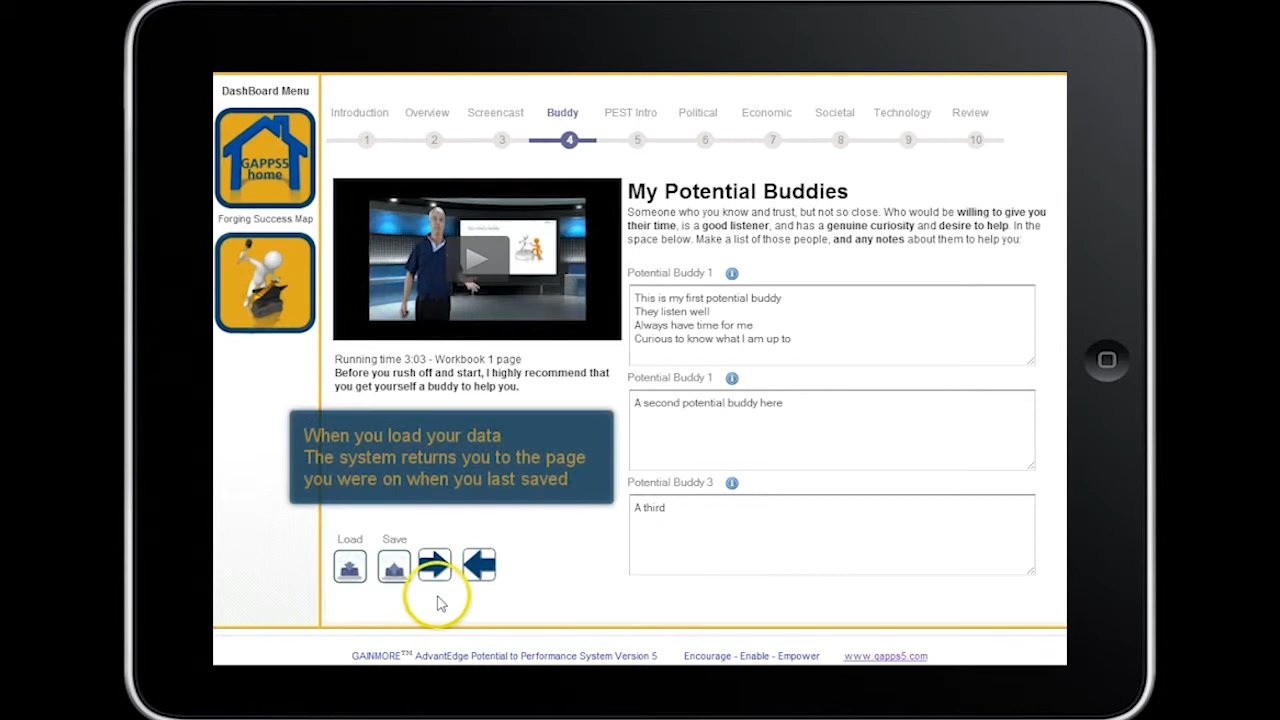 DashBoard Menu
GAPPS5
home
Forging Success Map
Introduction Overview Screencast Buddy PEST Intro Political Economic Societal Technology Review
1 2 3 4 5 6 7 8 9 10
Running time 3:03 - Workbook 1 page
Before you rush off and start, I highly recommend that
you get yourself a buddy to help you.
When you load your data
The system returns you to the page
you were on when you last saved
Load Save
My Potential Buddies
Someone who you know and trust, but not so close. Who would be willing to give you
their time, is a good listener, and has a genuine curiosity and desire to help. In the
space below. Make a list of those people, and any notes about them to help you:
Potential Buddy 1
This is my first potential buddy
They listen well
Always have time for me
Curious to know what I am up to
Potential Buddy 1
A second potential buddy here
Potential Buddy 3
A third
GAINMORE™ AdvantEdge Potential to Performance System Version 5 Encourage - Enable - Empower www.gapps5.com